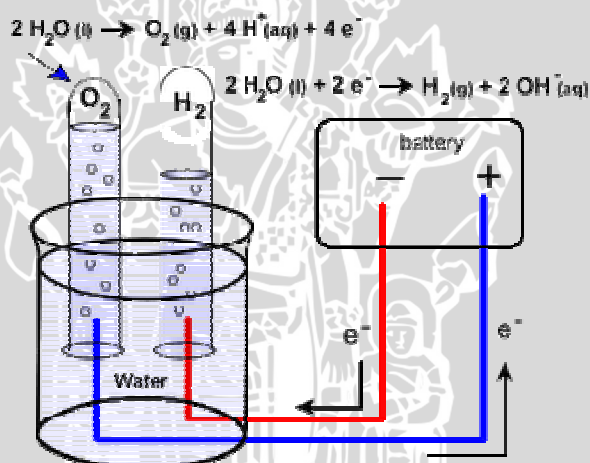 2 H₂O (l) → O₂(g) + 4 H⁺(aq) + 4 e⁻
2 H₂O (l) + 2 e⁻ → H₂(g) + 2 OH⁻(aq)
O₂
H₂
battery
− +
e⁻
e⁻
Water